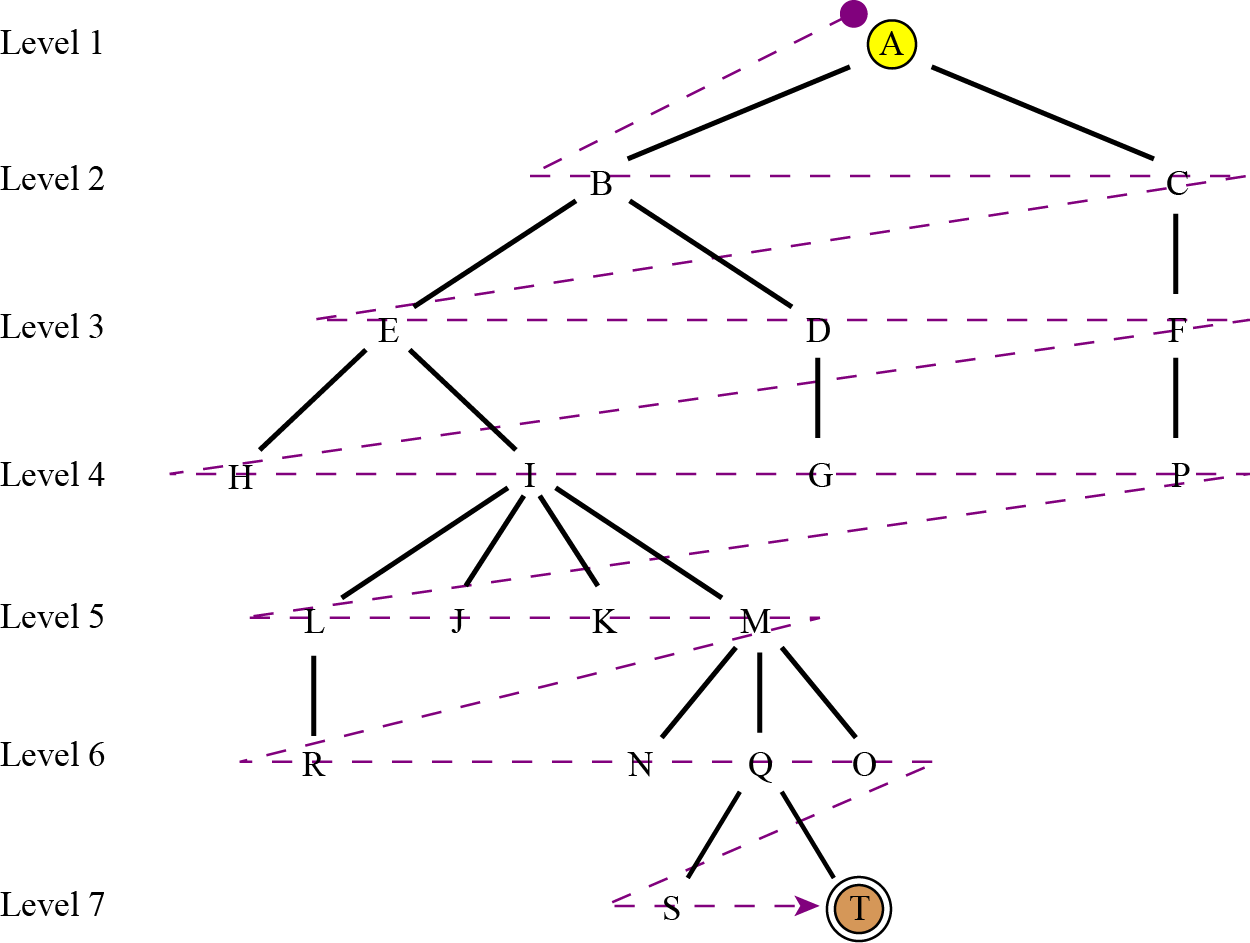 Level 1 A
Level 2 B C
Level 3 E D F
Level 4 H I G P
Level 5 L J K M
Level 6 R N Q O
Level 7 S T